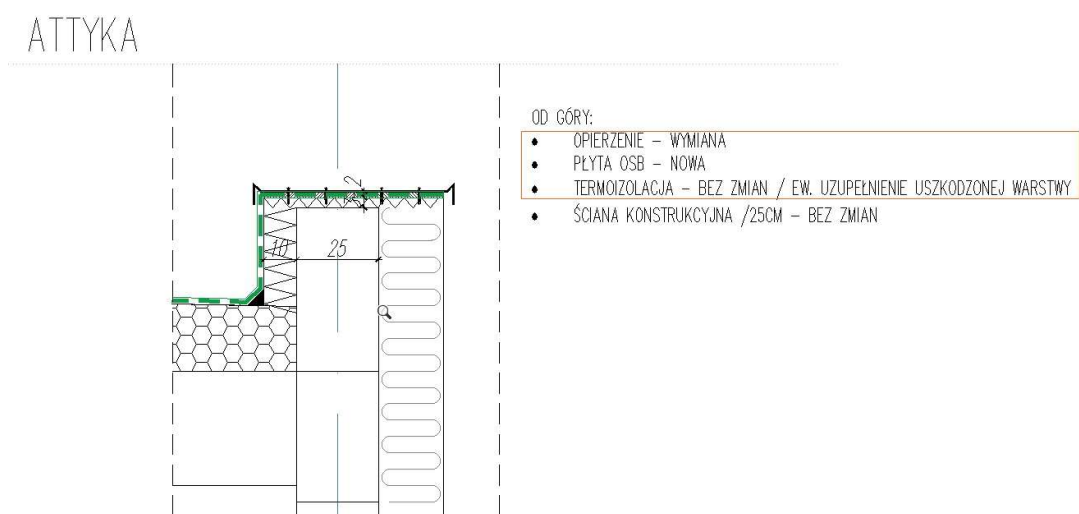 ATTYKA
OD GÓRY:
• OPIERZENIE – WYMIANA
• PŁYTA OSB – NOWA
• TERMOIZOLACJA – BEZ ZMIAN / EW. UZUPEŁNIENIE USZKODZONEJ WARSTWY
• ŚCIANA KONSTRUKCYJNA /25CM – BEZ ZMIAN
10 25